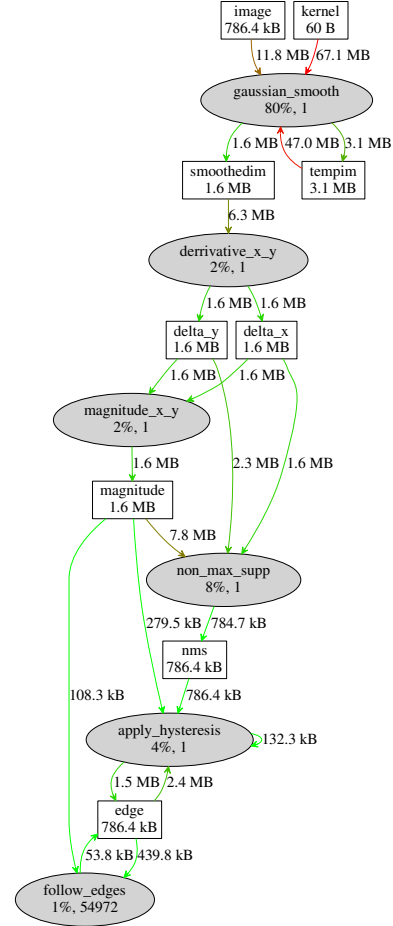 image
786.4 kB
kernel
60 B
11.8 MB
67.1 MB
gaussian_smooth
80%, 1
1.6 MB
47.0 MB
3.1 MB
smoothedim
1.6 MB
tempim
3.1 MB
6.3 MB
derrivative_x_y
2%, 1
1.6 MB
1.6 MB
delta_y
1.6 MB
delta_x
1.6 MB
1.6 MB
1.6 MB
magnitude_x_y
2%, 1
1.6 MB
2.3 MB
1.6 MB
magnitude
1.6 MB
7.8 MB
non_max_supp
8%, 1
279.5 kB
784.7 kB
nms
786.4 kB
108.3 kB
786.4 kB
apply_hysteresis
4%, 1
132.3 kB
1.5 MB
2.4 MB
edge
786.4 kB
53.8 kB
439.8 kB
follow_edges
1%, 54972